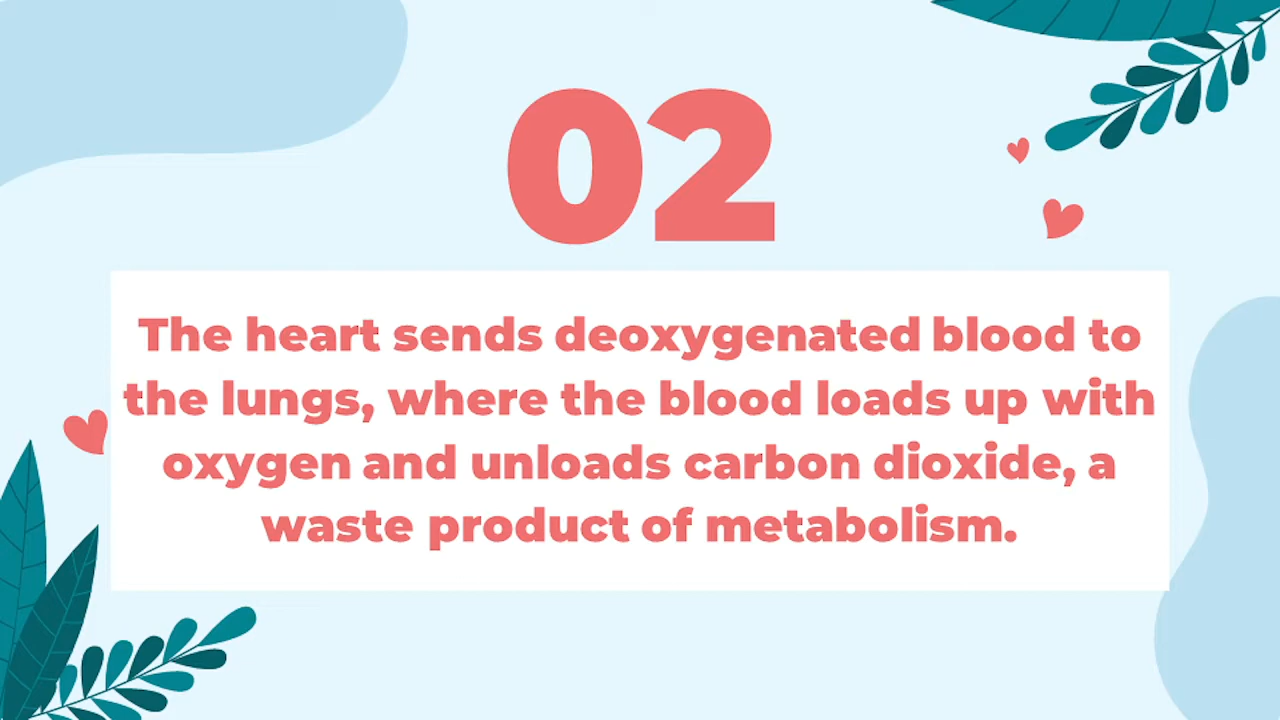 02
The heart sends deoxygenated blood to
the lungs, where the blood loads up with
oxygen and unloads carbon dioxide, a
waste product of metabolism.